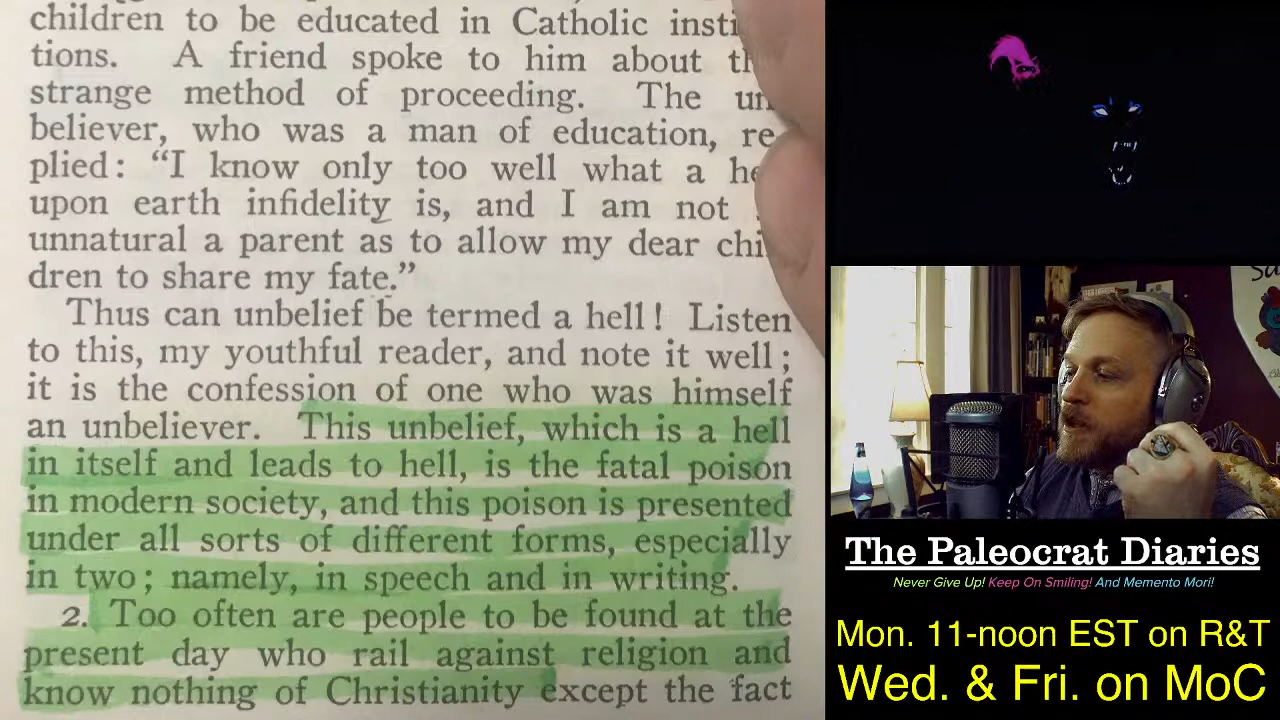 children to be educated in Catholic insti
tions. A friend spoke to him about
strange method of proceeding. The un
believer, who was a man of education, re
plied: “I know only too well what a
upon earth infidelity is, and I am not
unnatural a parent as to allow my dear chi
dren to share my fate.”
Thus can unbelief be termed a hell! Listen
to this, my youthful reader, and note it well;
it is the confession of one who was himself
an unbeliever. This unbelief, which is a hell
in itself and leads to hell, is the fatal poison
in modern society, and this poison is presented
under all sorts of different forms, especially
in two; namely, in speech and in writing.
2. Too often are people to be found at the
present day who rail against religion and
know nothing of Christianity except the fact
The Paleocrat Diaries
Never Give Up! Keep On Smiling! And Memento Mori!
Mon. 11-noon EST on R&T
Wed. & Fri. on MoC